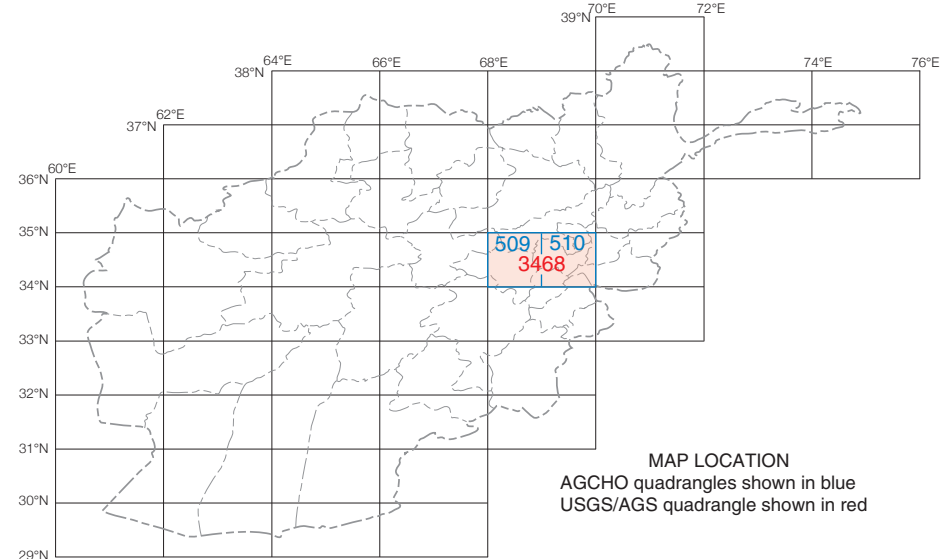 39°N
70°E
72°E
38°N
64°E
66°E
68°E
74°E
76°E
37°N
62°E
60°E
36°N
35°N
509
510
3468
34°N
33°N
32°N
31°N
30°N
29°N
MAP LOCATION
AGCHO quadrangles shown in blue
USGS/AGS quadrangle shown in red